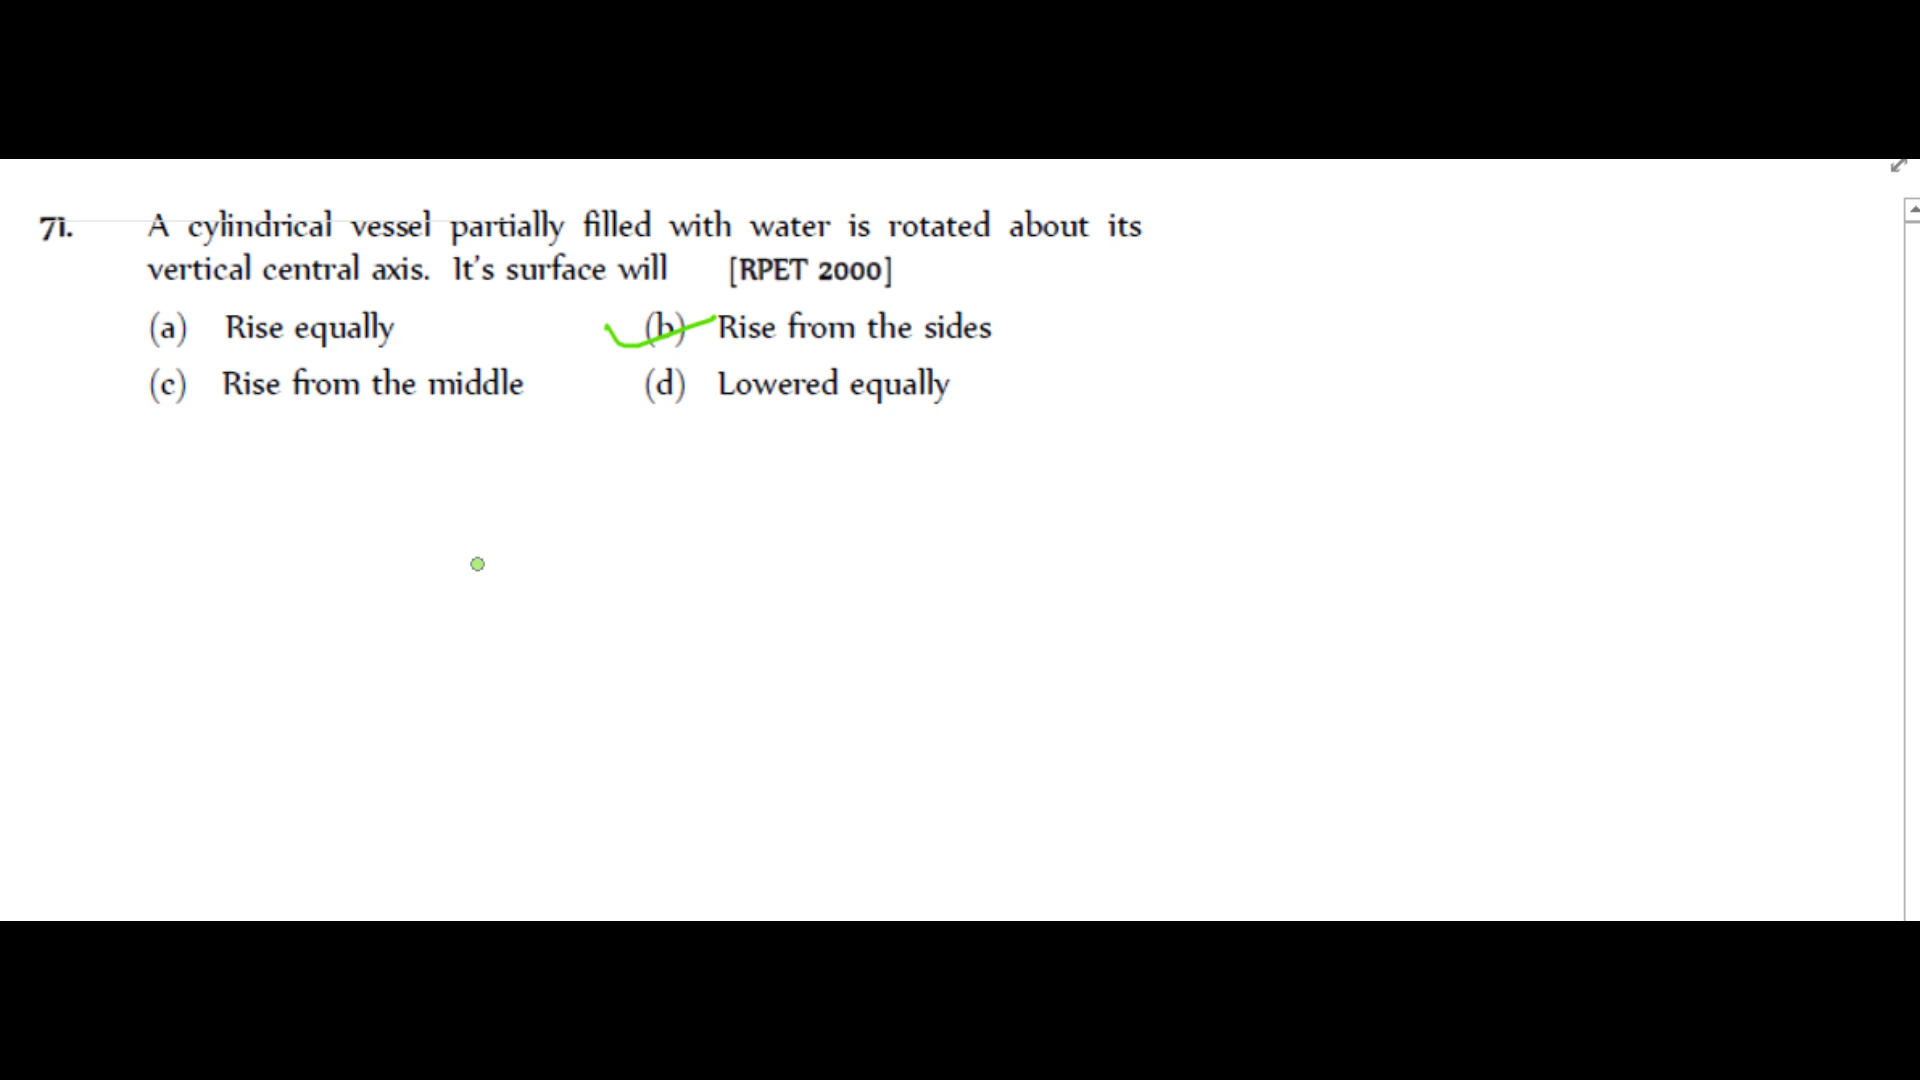 71. A cylindrical vessel partially filled with water is rotated about its
vertical central axis. It's surface will [RPET 2000]
(a) Rise equally (b) Rise from the sides
(c) Rise from the middle (d) Lowered equally